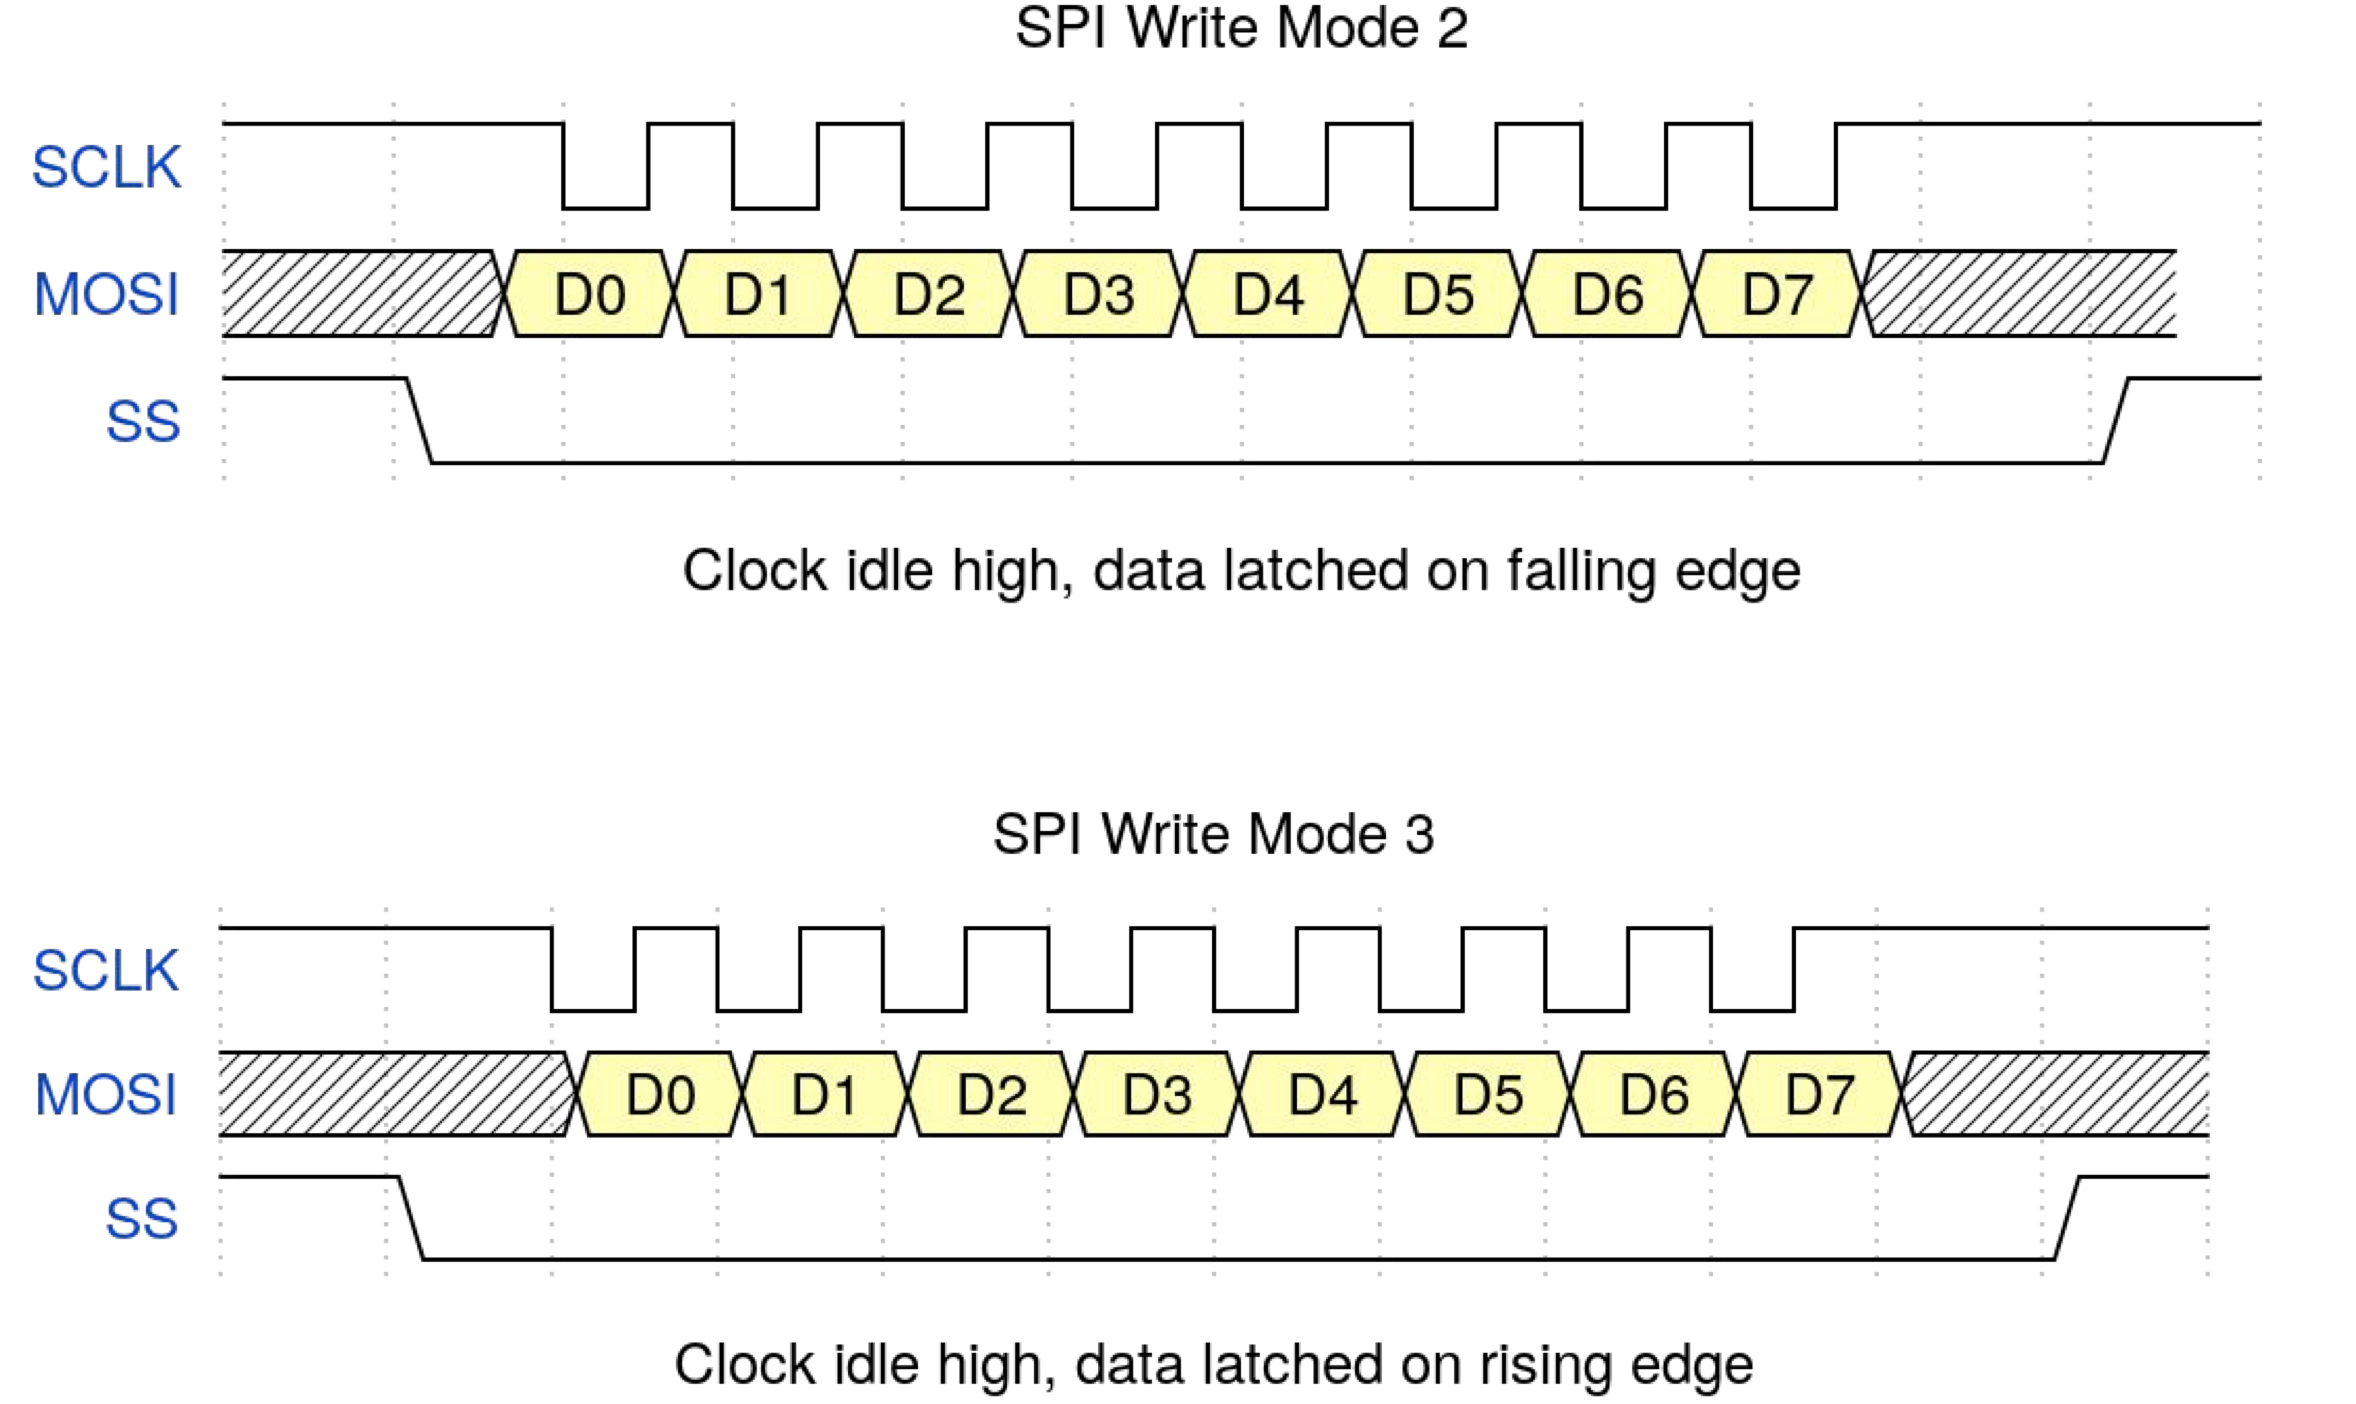 SPI Write Mode 2
SCLK
MOSI D0 D1 D2 D3 D4 D5 D6 D7
SS
Clock idle high, data latched on falling edge
SPI Write Mode 3
SCLK
MOSI D0 D1 D2 D3 D4 D5 D6 D7
SS
Clock idle high, data latched on rising edge